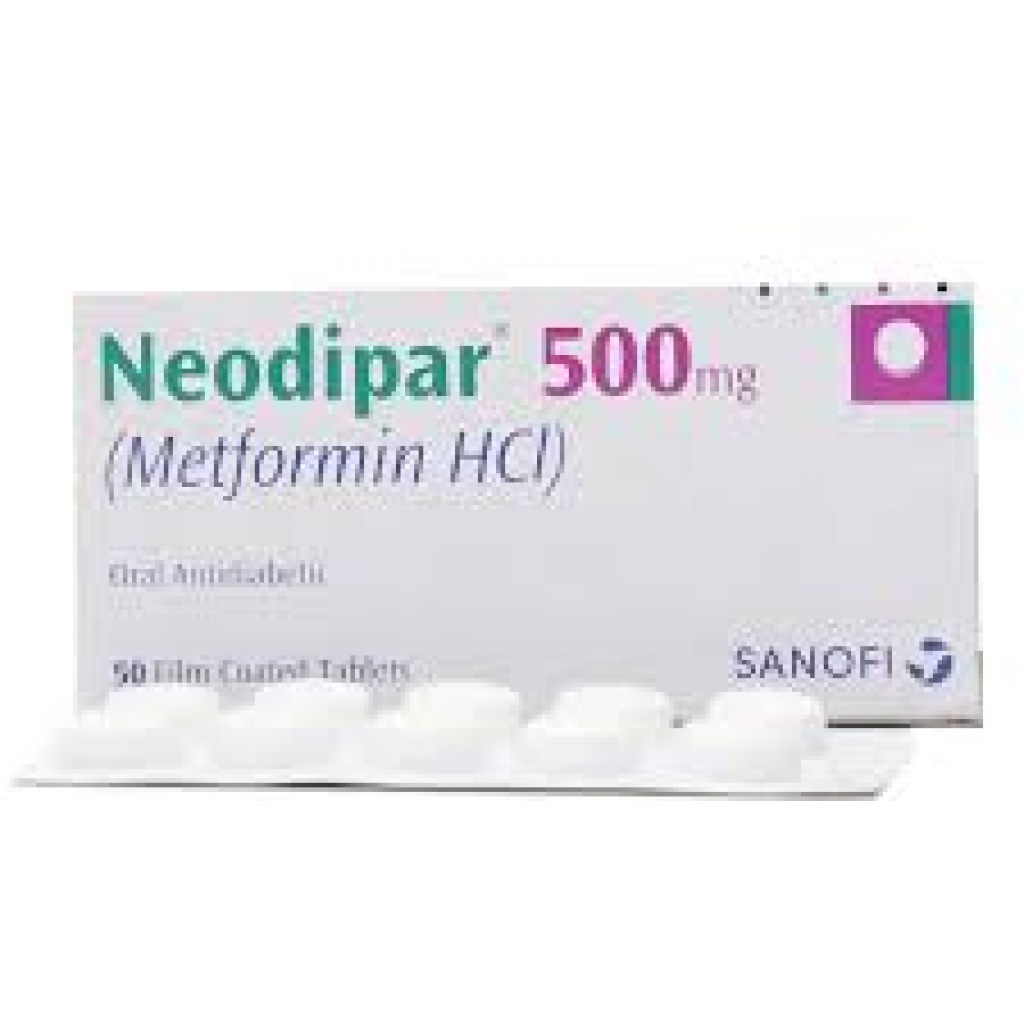 Neodipar® 500mg
(Metformin HCl)
Oral Antidiabetic
50 Film Coated Tablets
SANOFI